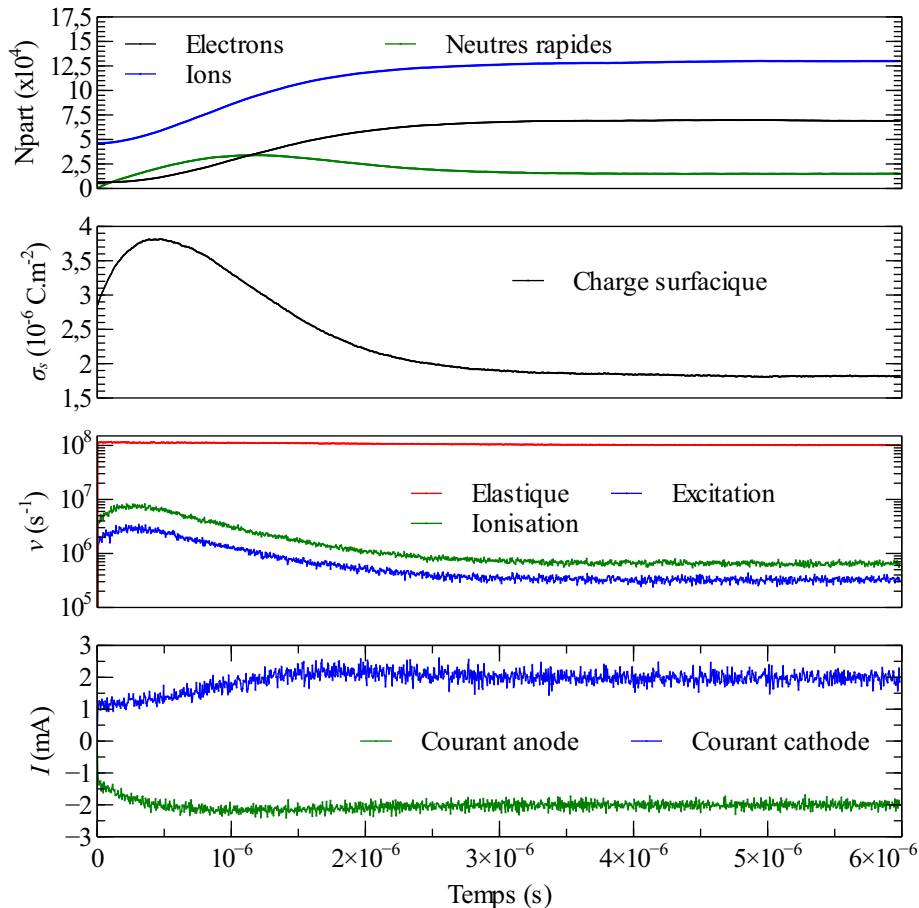 17,5
15
12,5
10
7,5
5
2,5
0
Npart (x10⁴)
Electrons
Neutres rapides
Ions
4
3,5
3
2,5
2
1,5
σₛ (10⁻⁶ C.m⁻²)
Charge surfacique
10⁸
10⁷
10⁶
10⁵
ν (s⁻¹)
Elastique
Excitation
Ionisation
3
2
1
0
−1
−2
−3
I (mA)
Courant anode
Courant cathode
0 10⁻⁶ 2×10⁻⁶ 3×10⁻⁶ 4×10⁻⁶ 5×10⁻⁶ 6×10⁻⁶
Temps (s)